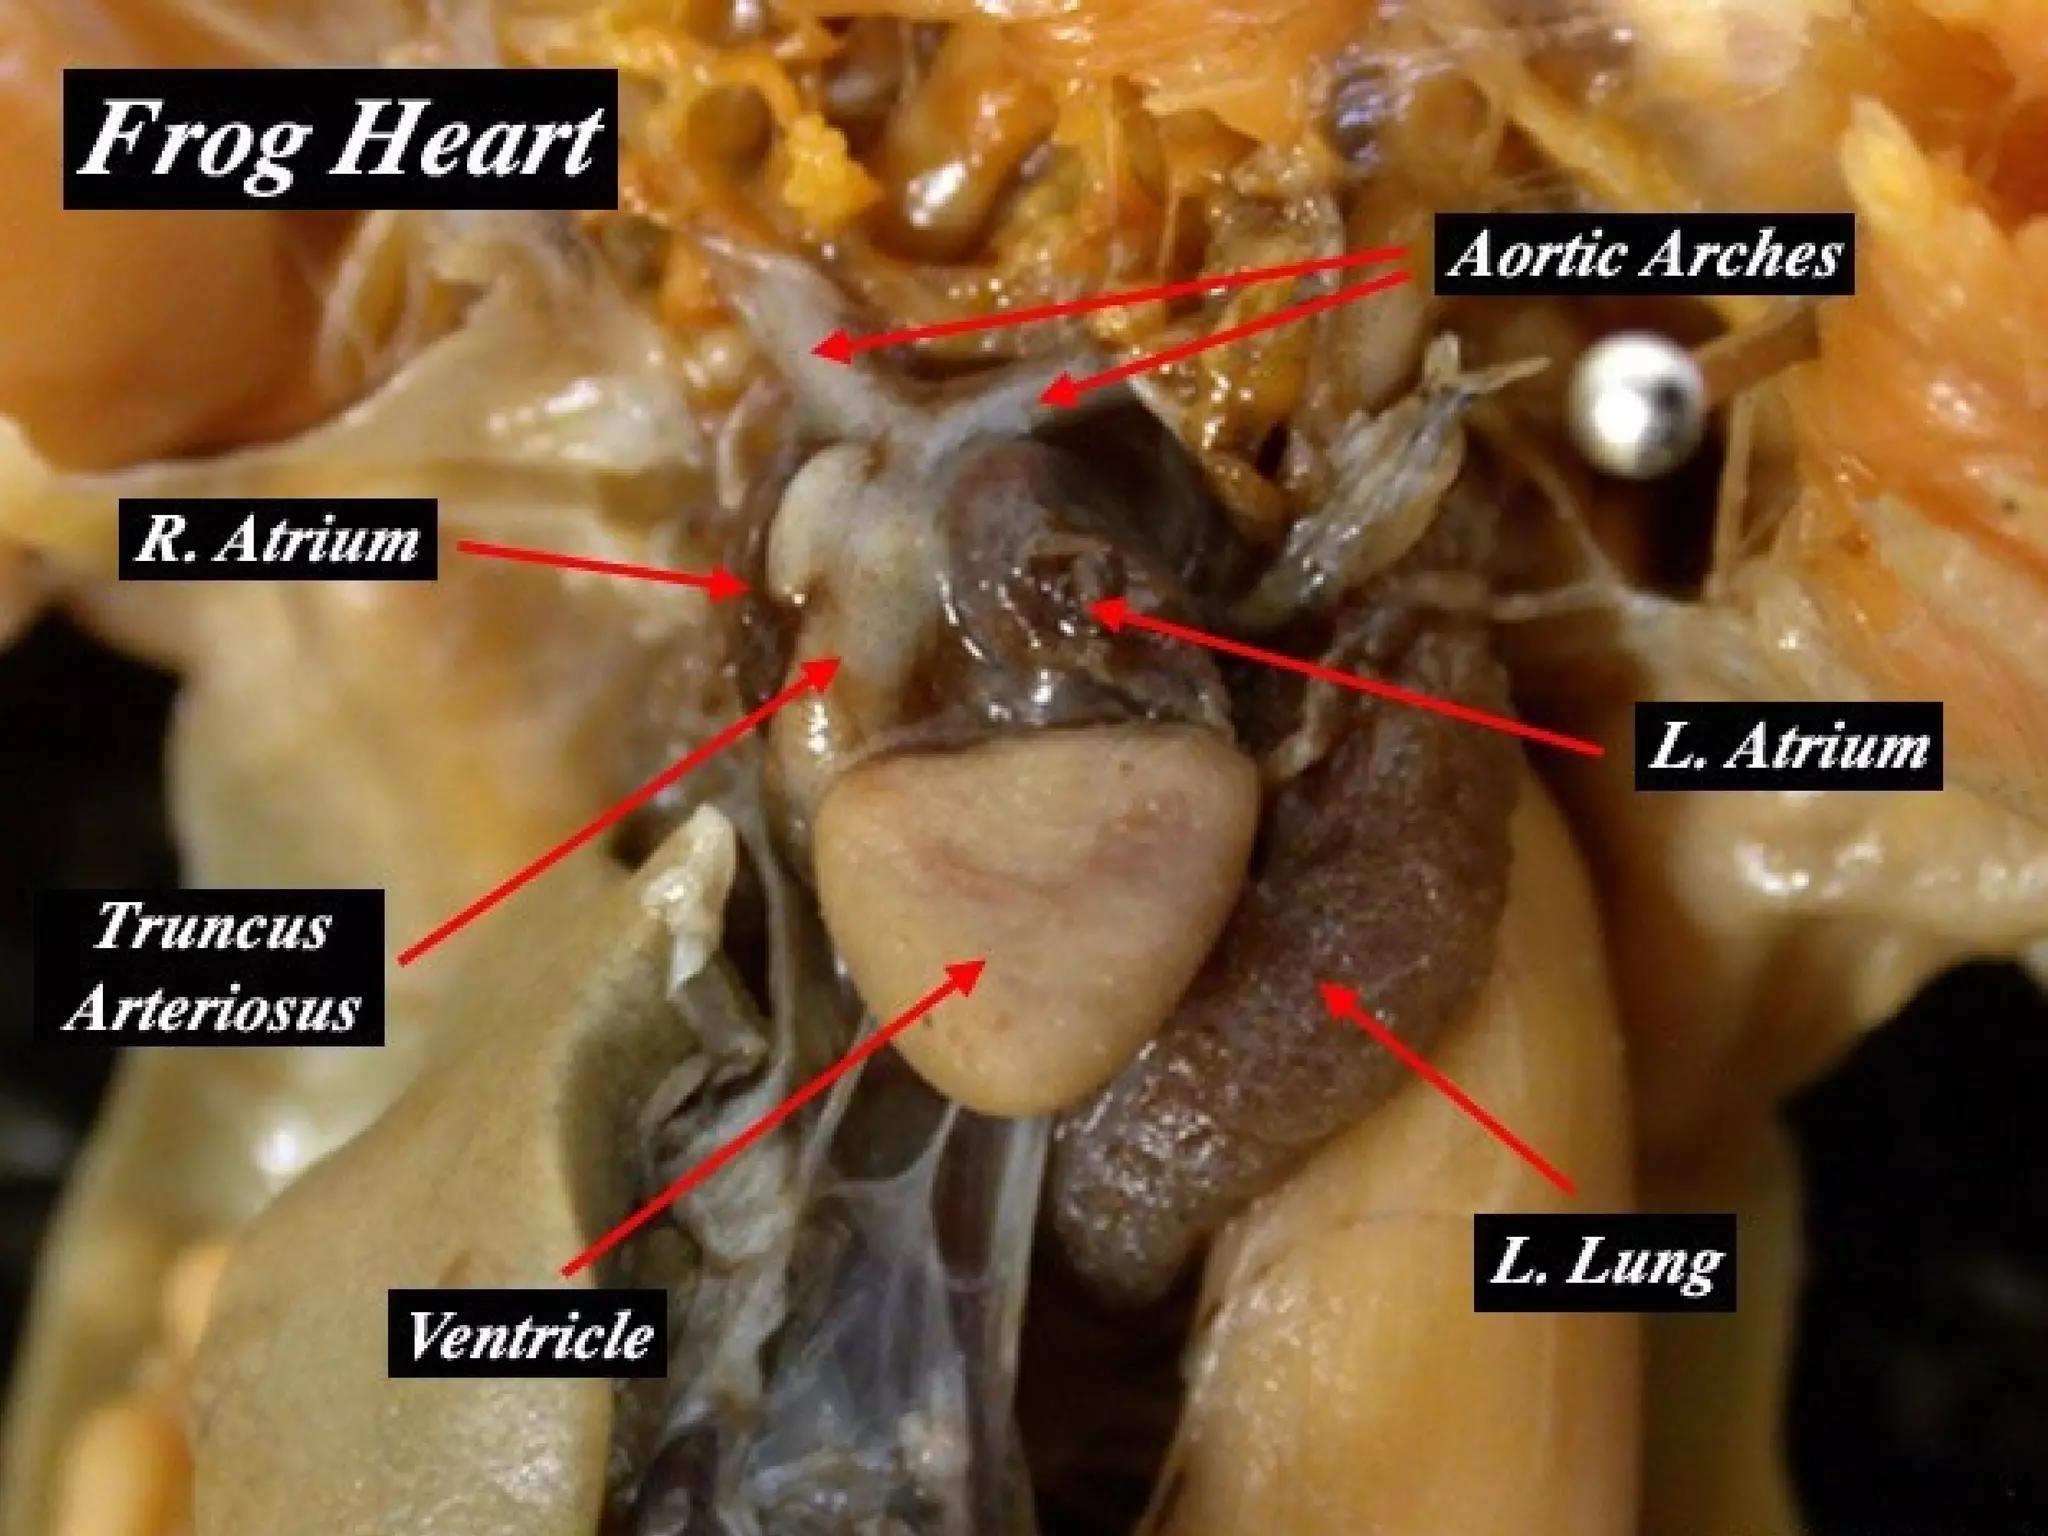 Frog Heart
Aortic Arches
R. Atrium
L. Atrium
Truncus
Arteriosus
L. Lung
Ventricle